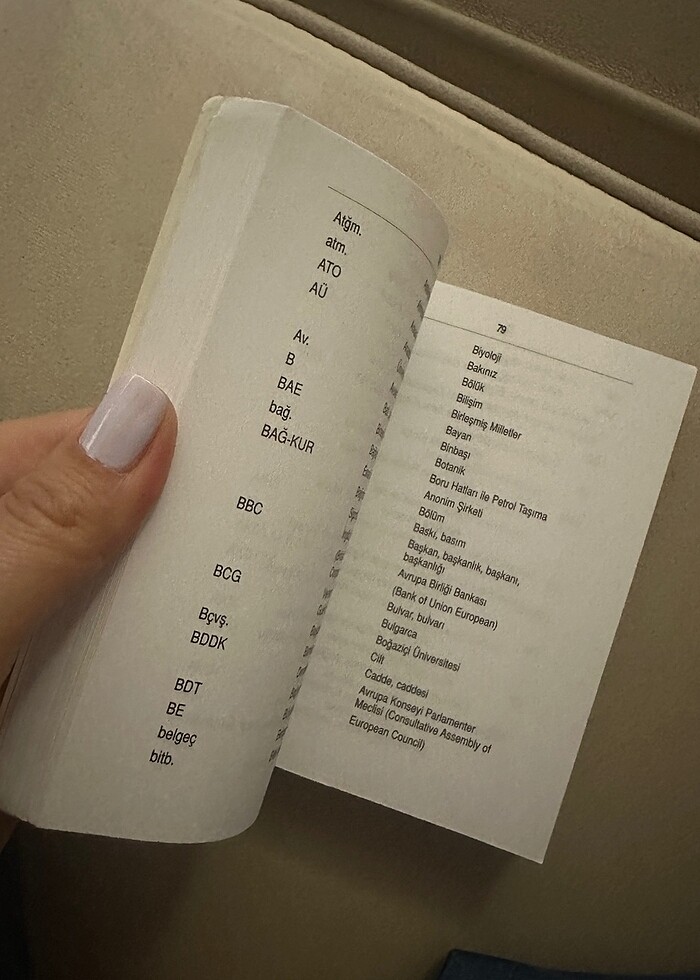 Atğm.
atm.
ATO
AÜ
Av.
B
BAE
bağ.
BAĞ-KUR
BBC
BCG
Bçvş.
BDDK
BDT
BE
belgeç
bitb.
79
Biyoloji
Bakınız
Bölük
Bilişim
Birleşmiş Milletler
Bayan
Binbaşı
Botanik
Boru Hatları ile Petrol Taşıma
Anonim Şirketi
Bölüm
Baskı, basım
Başkan, başkanlık, başkanı,
başkanlığı
Avrupa Birliği Bankası
(Bank of Union European)
Bulvar, bulvarı
Bulgarca
Boğaziçi Üniversitesi
Cilt
Cadde, caddesi
Avrupa Konseyi Parlamenter
Meclisi (Consultative Assembly of
European Council)